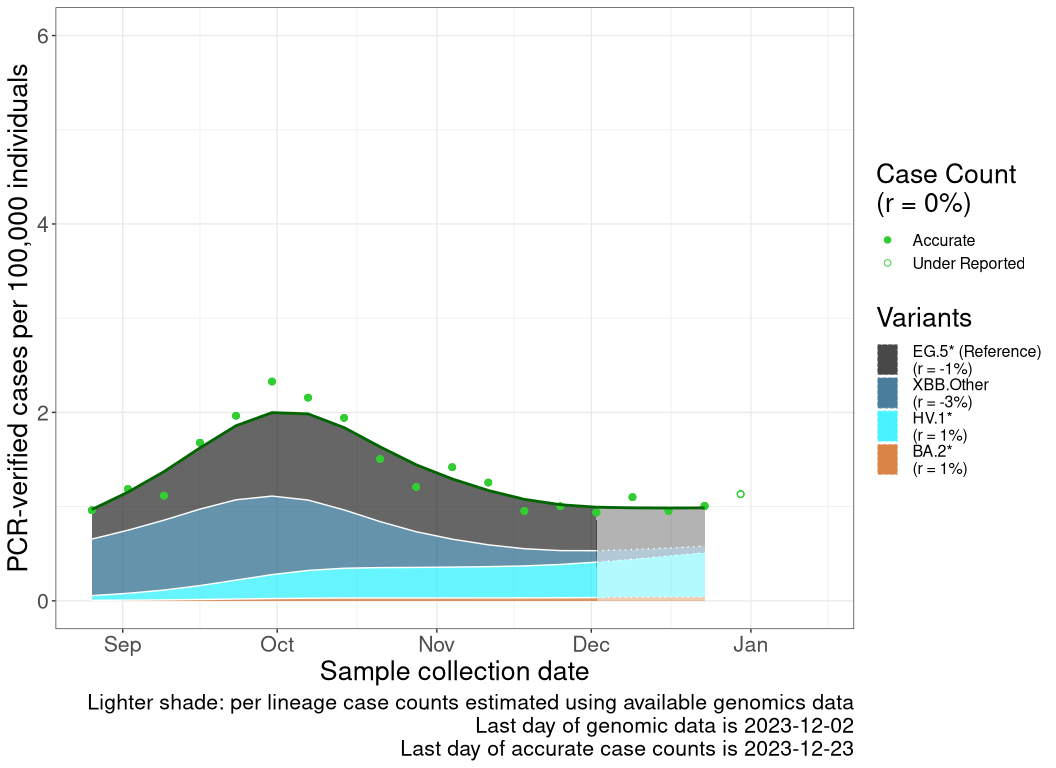 PCR-verified cases per 100,000 individuals
6
4
2
0
Sep Oct Nov Dec Jan
Sample collection date
Lighter shade: per lineage case counts estimated using available genomics data
Last day of genomic data is 2023-12-02
Last day of accurate case counts is 2023-12-23
Case Count
(r = 0%)
Accurate
Under Reported
Variants
EG.5* (Reference)
(r = -1%)
XBB.Other
(r = -3%)
HV.1*
(r = 1%)
BA.2*
(r = 1%)